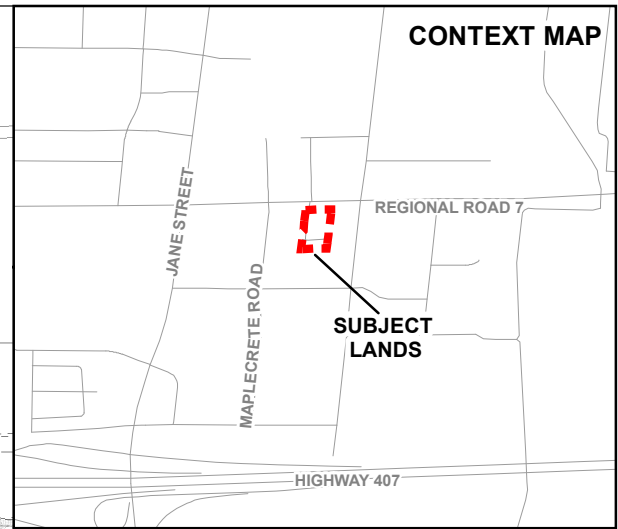 CONTEXT MAP
JANE STREET
REGIONAL ROAD 7
MAPLECRETE ROAD
SUBJECT
LANDS
HIGHWAY 407